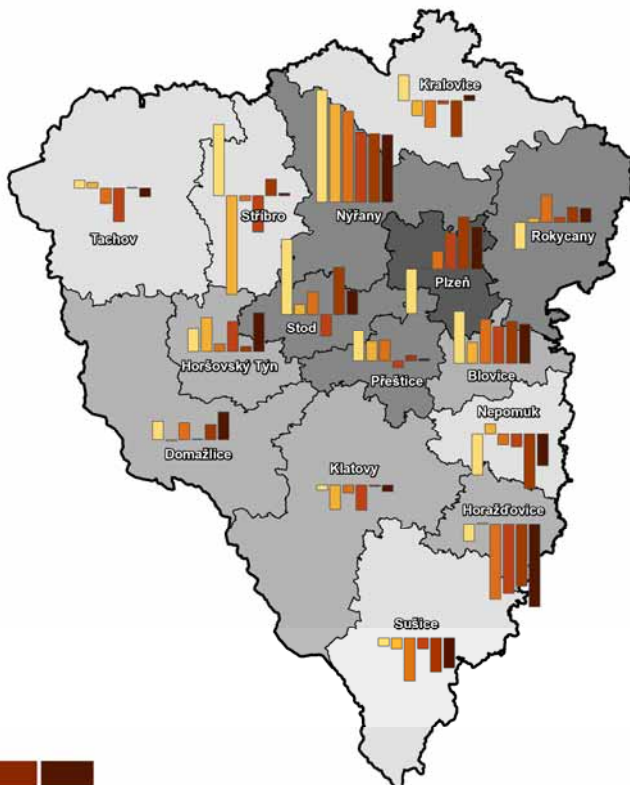 Kralovice
Stříbro
Nýřany
Tachov
Rokycany
Plzeň
Stod
Horšovský Týn
Přeštice
Blovice
Nepomuk
Domažlice
Klatovy
Horažďovice
Sušice